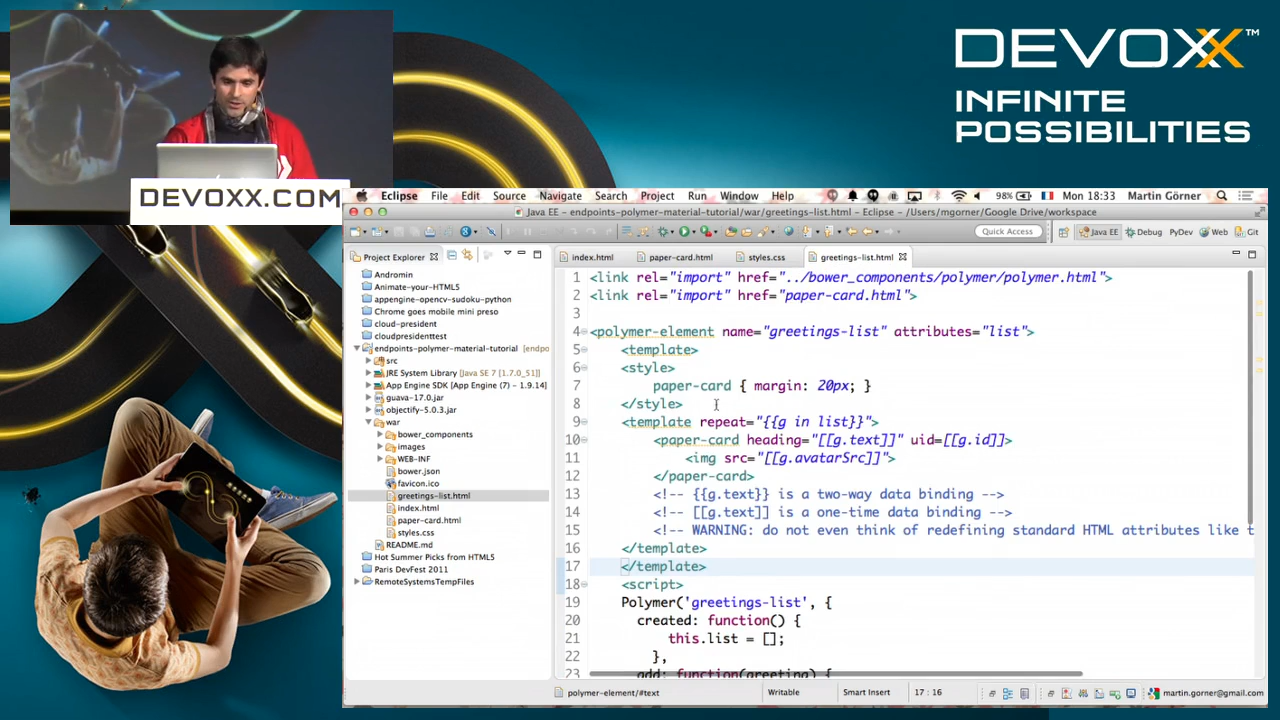 DEVOXX™
INFINITE
POSSIBILITIES
DEVOXX.COM
Eclipse File Edit Source Navigate Search Project Run Window Help 98% Mon 18:33 Martin Görner
Java EE - endpoints-polymer-material-tutorial/war/greetings-list.html - Eclipse - /Users/mgorner/Google Drive/workspace
Quick Access Java EE Debug PyDev Web Git
Project Explorer
Andromin
Animate-your-HTML5
appengine-opencv-sudoku-python
Chrome goes mobile mini preso
cloud-president
cloudpresidenttest
endpoints-polymer-material-tutorial [endpo
src
JRE System Library [Java SE 7 [1.7.0_51]]
App Engine SDK [App Engine (7) - 1.9.14]
guava-17.0.jar
objectify-5.0.3.jar
war
bower_components
images
WEB-INF
bower.json
favicon.ico
greetings-list.html
index.html
paper-card.html
styles.css
README.md
Hot Summer Picks from HTML5
Paris DevFest 2011
RemoteSystemsTempFiles
index.html paper-card.html styles.css greetings-list.html
1 <link rel="import" href="../bower_components/polymer/polymer.html">
2 <link rel="import" href="paper-card.html">
3
4 <polymer-element name="greetings-list" attributes="list">
5 <template>
6 <style>
7 paper-card { margin: 20px; }
8 </style>
9 <template repeat="{{g in list}}">
10 <paper-card heading="[[g.text]]" uid=[[g.id]]>
11 <img src="[[g.avatarSrc]]">
12 </paper-card>
13 <!-- {{g.text}} is a two-way data binding -->
14 <!-- [[g.text]] is a one-time data binding -->
15 <!-- WARNING: do not even think of redefining standard HTML attributes like t
16 </template>
17 </template>
18 <script>
19 Polymer('greetings-list', {
20 created: function() {
21 this.list = [];
22 },
23 add: function(greeting) {
polymer-element/#text Writable Smart Insert 17 : 16 martin.gorner@gmail.com